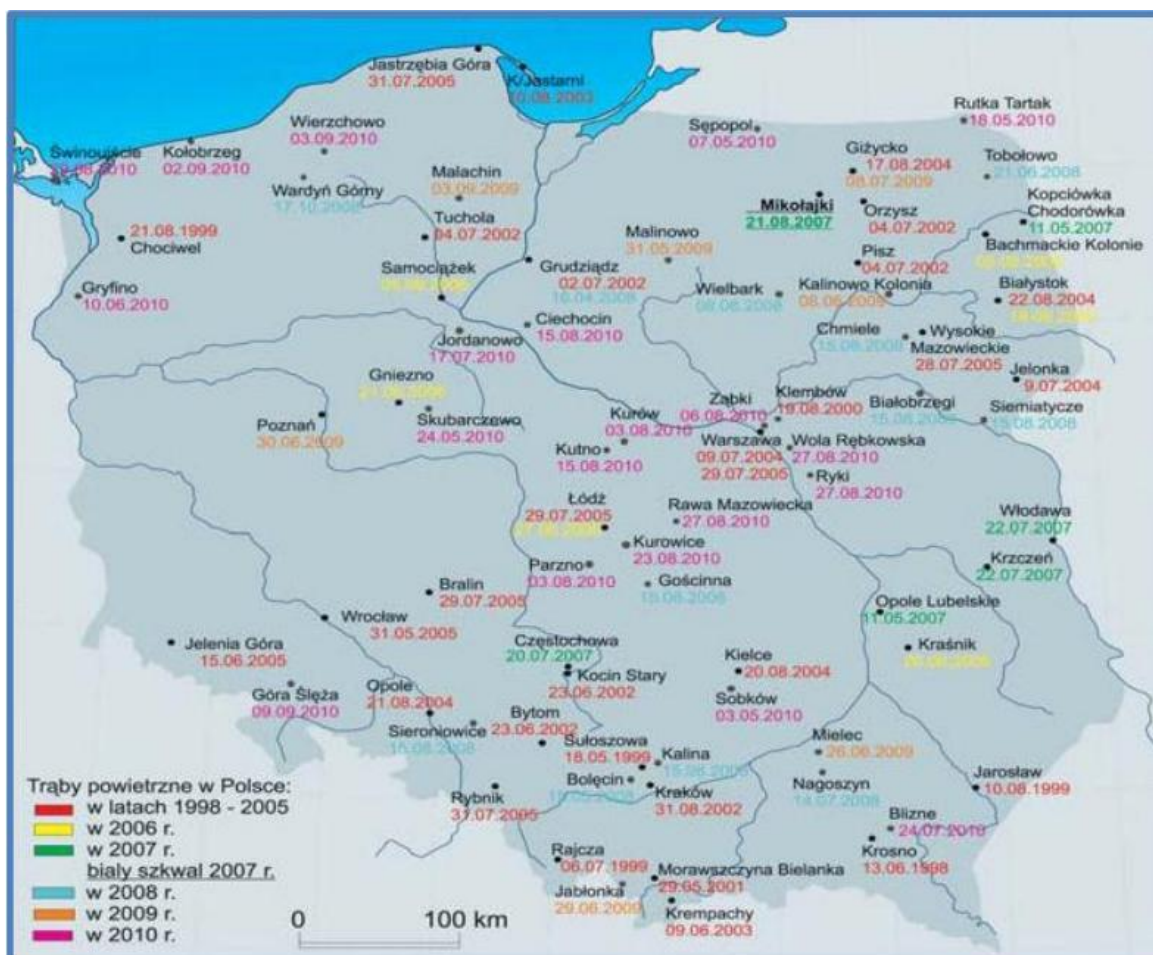 Jastrzębia Góra
31.07.2005
K/Jastarni
10.08.2003
Wierzchowo
03.09.2010
Sępopol
07.05.2010
Rutka Tartak
18.05.2010
Świnoujście
08.2010
Kołobrzeg
02.09.2010
Wardyń Górny
17.10.2008
Malachin
03.09.2009
Giżycko
17.08.2004
08.07.2009
Tobołowo
21.06.2008
Mikołajki
21.08.2007
Orzysz
04.07.2002
Kopciówka
Chodorówka
11.05.2007
21.08.1999
Chociwel
Tuchola
04.07.2002
Malinowo
31.05.2009
Pisz
04.07.2002
Bachmackie Kolonie
Samociążek
Grudziądz
02.07.2002
16.04.2008
Wielbark
08.08.2008
Kalinowo Kolonia
08.06.2009
Białystok
22.08.2004
Gryfino
10.06.2010
Ciechocin
15.08.2010
Jordanowo
17.07.2010
Chmiele
15.08.2008
Wysokie
Mazowieckie
28.07.2005
Jelonka
9.07.2004
Gniezno
Skubarczewo
24.05.2010
Poznań
30.06.2009
Kurów
03.08.2010
Ząbki
06.08.2010
Klembów
19.08.2000
Białobrzegi
15.08.2008
Siemiatycze
15.08.2008
Kutno
15.08.2010
Warszawa
09.07.2004
29.07.2005
Wola Rębkowska
27.08.2010
Ryki
27.08.2010
Łódź
29.07.2005
Rawa Mazowiecka
27.08.2010
Włodawa
22.07.2007
Kurowice
23.08.2010
Krzczeń
22.07.2007
Parzno
03.08.2010
Gościnna
15.08.2008
Bralin
29.07.2005
Opole Lubelskie
11.05.2007
Wrocław
31.05.2005
Kraśnik
Jelenia Góra
15.06.2005
Częstochowa
20.07.2007
Kocin Stary
23.06.2002
Kielce
20.08.2004
Góra Ślęża
09.09.2010
Opole
21.08.2004
Sobków
03.05.2010
Sieroniowice
15.08.2008
Bytom
23.06.2002
Sułoszowa
18.05.1999
Kalina
15.08.2008
Mielec
26.06.2009
Bolęcin
Nagoszyn
14.07.2008
Jarosław
10.08.1999
Rybnik
31.07.2005
Kraków
31.08.2002
Blizne
24.07.2010
Krosno
13.06.1998
Rajcza
06.07.1999
Morawszczyna Bielanka
29.05.2001
Jabłonka
29.06.2009
Krempachy
09.06.2003
Trąby powietrzne w Polsce:
w latach 1998 - 2005
w 2006 r.
w 2007 r.
biały szkwał 2007 r.
w 2008 r.
w 2009 r.
w 2010 r.
0 100 km